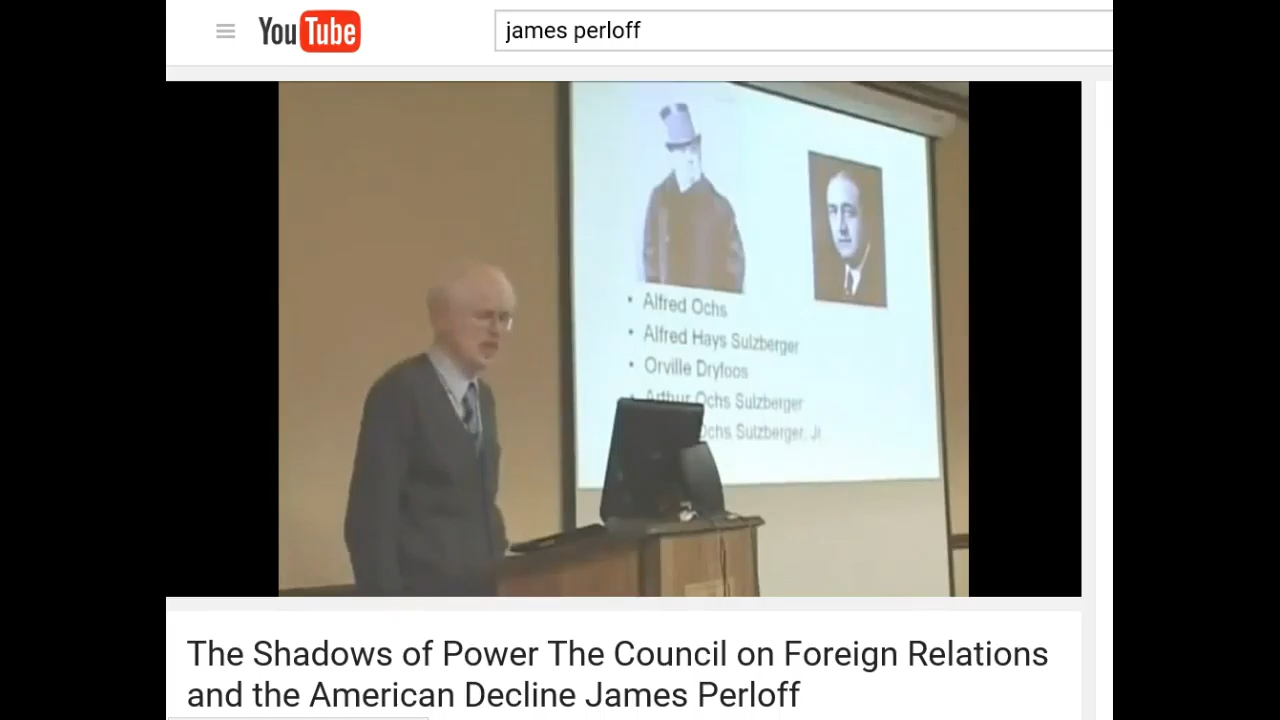 YouTube
james perloff
• Alfred Ochs
• Alfred Hays Sulzberger
• Orville Dryfoos
• Arthur Ochs Sulzberger
Ochs Sulzberger, Jr.
The Shadows of Power The Council on Foreign Relations
and the American Decline James Perloff